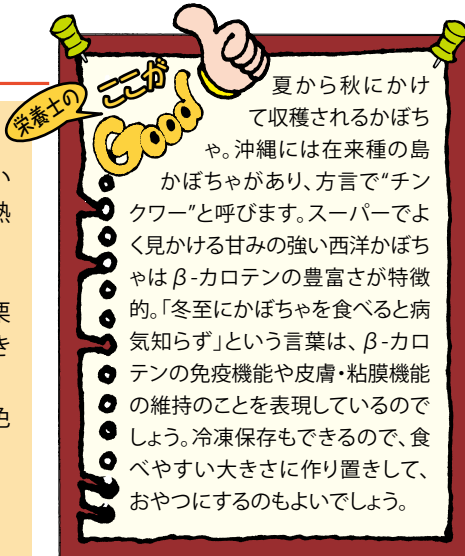 栄養士の
ここが
Good
夏から秋にかけ
て収穫されるかぼち
ゃ。沖縄には在来種の島
かぼちゃがあり、方言で“チン
クワー”と呼びます。スーパーでよ
く見かける甘みの強い西洋かぼち
ゃはβ-カロテンの豊富さが特徴
的。「冬至にかぼちゃを食べると病
気知らず」という言葉は、β-カロ
テンの免疫機能や皮膚・粘膜機能
の維持のことを表現しているので
しょう。冷凍保存もできるので、食
べやすい大きさに作り置きして、
おやつにするのもよいでしょう。
い
熱
栗
き
色